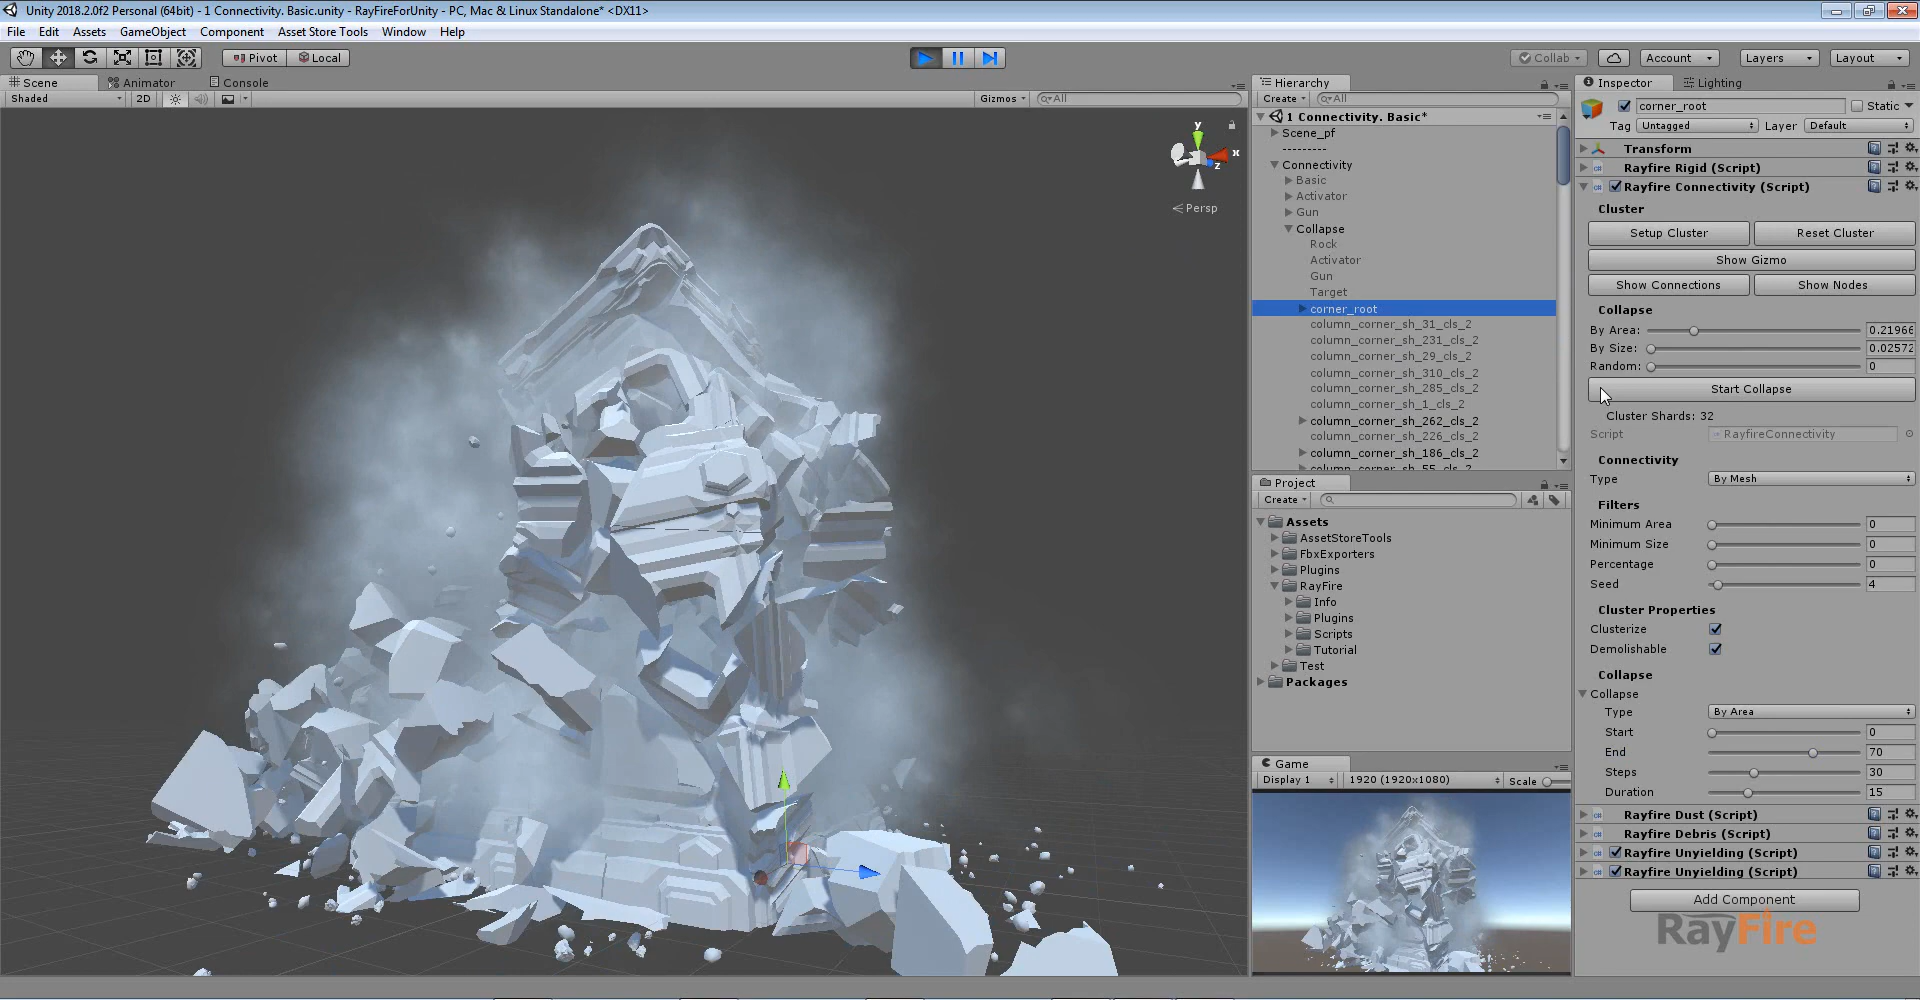 Unity 2018.2.0f2 Personal (64bit) - 1 Connectivity. Basic.unity - RayFireForUnity - PC, Mac & Linux Standalone* <DX11>
File Edit Assets GameObject Component Asset Store Tools Window Help
Pivot Local Collab Account Layers Layout
Scene Animator Console
Shaded 2D Gizmos All
y
x
z
Persp
Hierarchy
Create All
1 Connectivity. Basic*
Scene_pf
---------
Connectivity
Basic
Activator
Gun
Collapse
Rock
Activator
Gun
Target
corner_root
column_corner_sh_31_cls_2
column_corner_sh_231_cls_2
column_corner_sh_29_cls_2
column_corner_sh_310_cls_2
column_corner_sh_285_cls_2
column_corner_sh_1_cls_2
column_corner_sh_262_cls_2
column_corner_sh_226_cls_2
column_corner_sh_186_cls_2
column_corner_sh_55_cls_2
Project
Create
Assets
AssetStoreTools
FbxExporters
Plugins
RayFire
Info
Plugins
Scripts
Tutorial
Test
Packages
Game
Display 1 1920 (1920x1080) Scale
Inspector Lighting
corner_root Static
Tag Untagged Layer Default
Transform
Rayfire Rigid (Script)
Rayfire Connectivity (Script)
Cluster
Setup Cluster Reset Cluster
Show Gizmo
Show Connections Show Nodes
Collapse
By Area: 0.21966
By Size: 0.02572
Random: 0
Start Collapse
Cluster Shards: 32
Script RayfireConnectivity
Connectivity
Type By Mesh
Filters
Minimum Area 0
Minimum Size 0
Percentage 0
Seed 4
Cluster Properties
Clusterize
Demolishable
Collapse
Collapse
Type By Area
Start 0
End 70
Steps 30
Duration 15
Rayfire Dust (Script)
Rayfire Debris (Script)
Rayfire Unyielding (Script)
Rayfire Unyielding (Script)
Add Component
RayFire